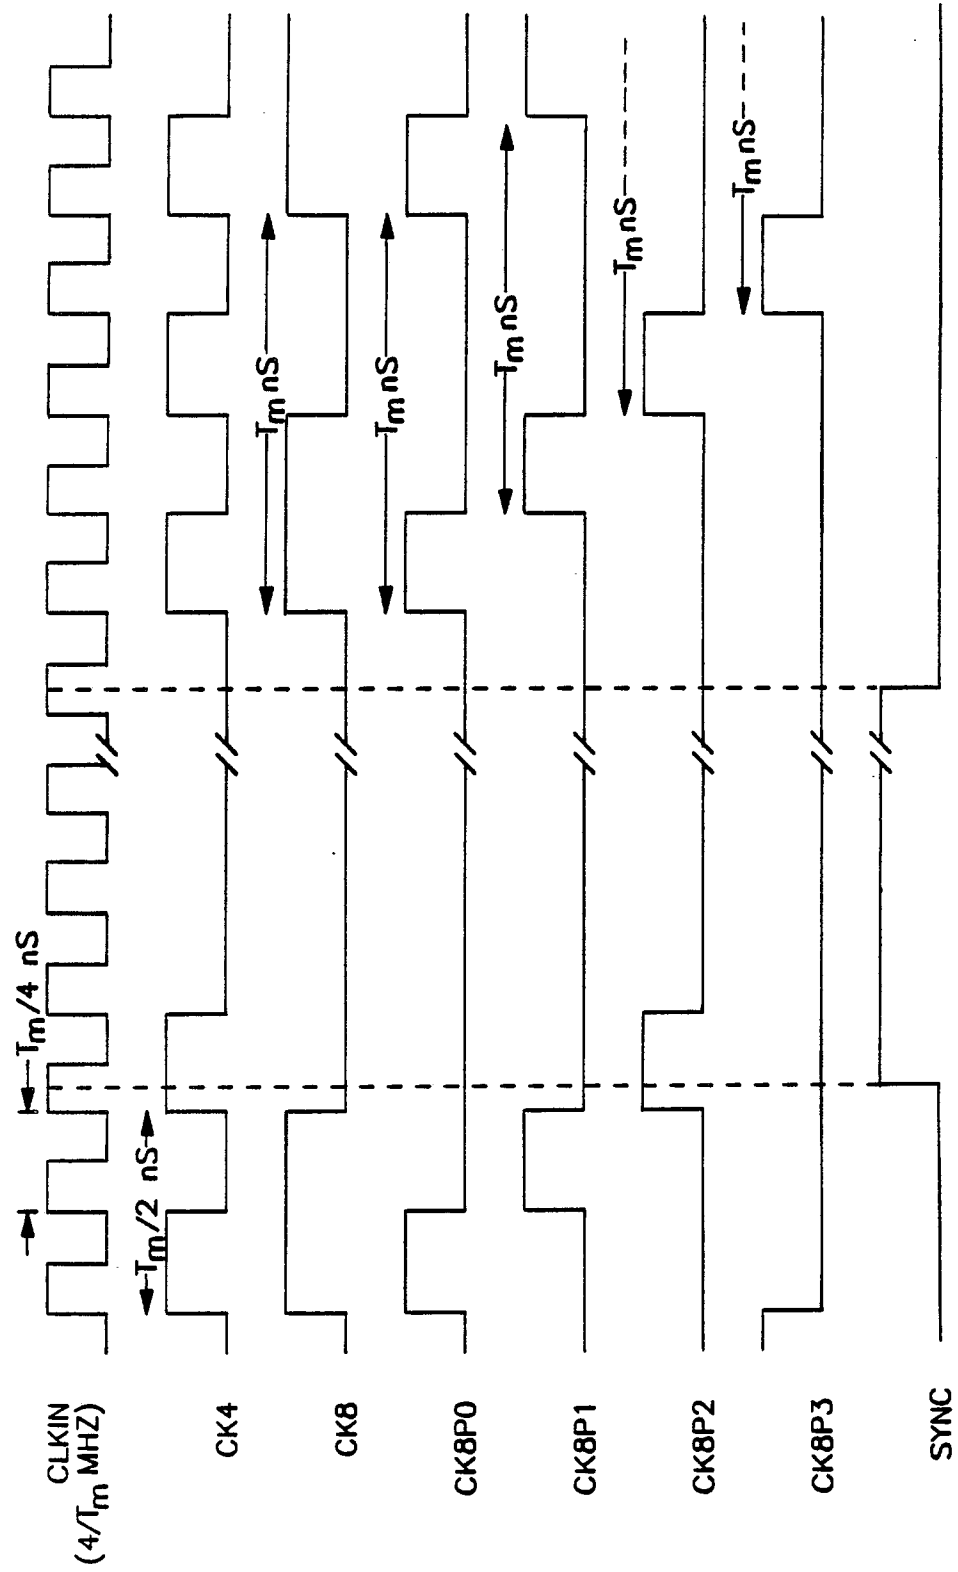 CLKIN
(4/Tm MHZ)
Tm/4 nS
CK4
Tm/2 nS
CK8
Tm nS
CK8P0
Tm nS
CK8P1
Tm nS
CK8P2
Tm nS
CK8P3
Tm nS
SYNC